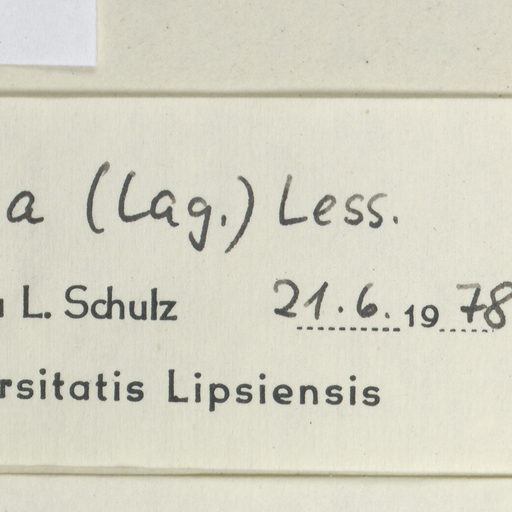 a (Lag.) Less.
L. Schulz 21.6.1978
rsitatis Lipsiensis